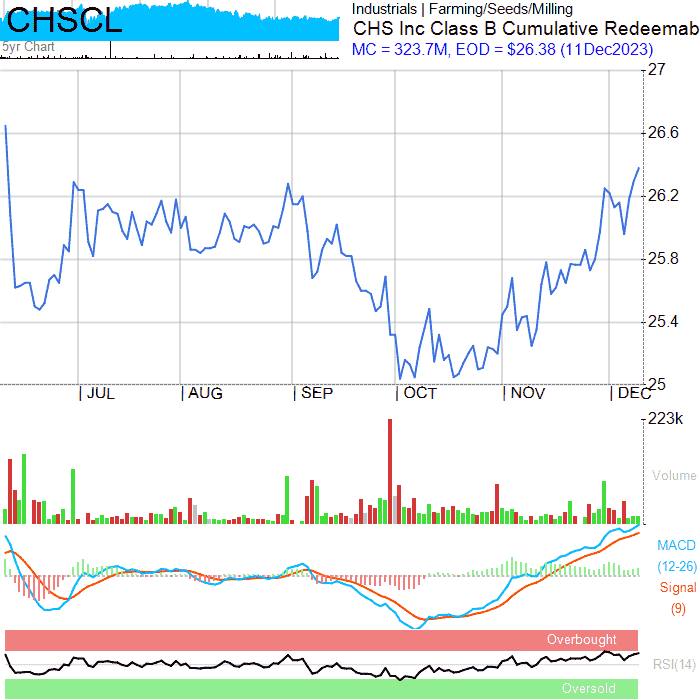 CHSCL
Industrials | Farming/Seeds/Milling
CHS Inc Class B Cumulative Redeemab
5yr Chart
MC = 323.7M, EOD = $26.38 (11Dec2023)
27
26.6
26.2
25.8
25.4
25
JUL
AUG
SEP
OCT
NOV
DEC
223k
Volume
MACD
(12-26)
Signal
(9)
Overbought
RSI(14)
Oversold